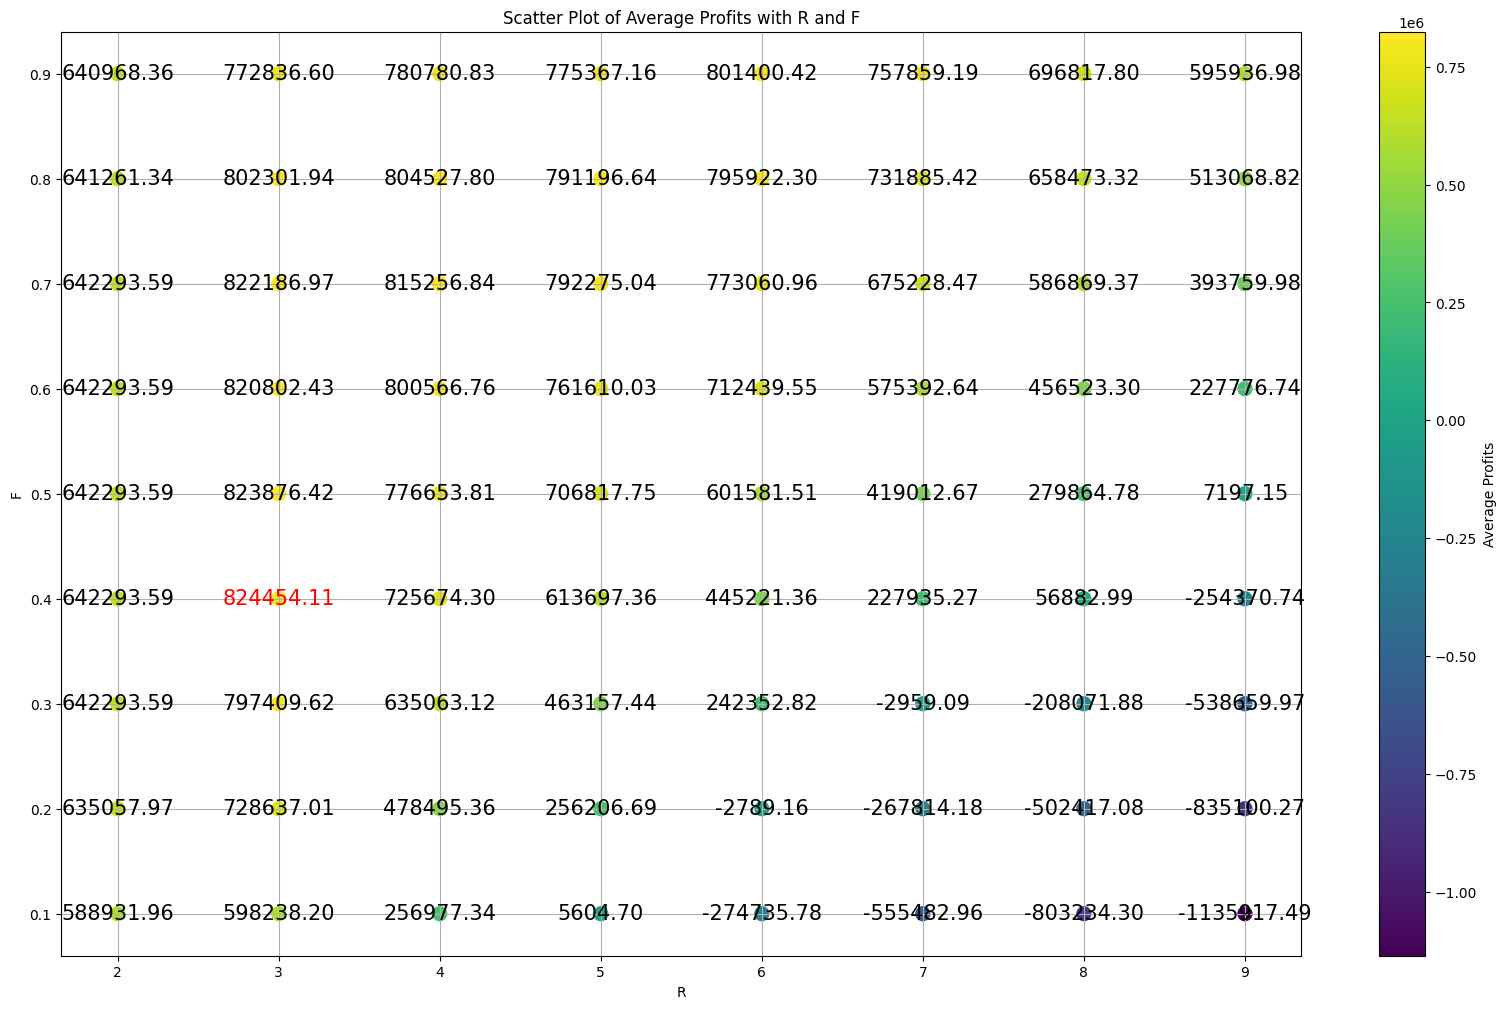 Scatter Plot of Average Profits with R and F
1e6
0.9 640968.36 772836.60 780780.83 775367.16 801400.42 757859.19 696817.80 595936.98
0.8 641261.34 802301.94 804527.80 791196.64 795922.30 731885.42 658473.32 513068.82
0.7 642293.59 822186.97 815256.84 792275.04 773060.96 675228.47 586869.37 393759.98
0.6 642293.59 820802.43 800566.76 761610.03 712439.55 575392.64 456523.30 227776.74
0.5 642293.59 823876.42 776653.81 706817.75 601581.51 419012.67 279864.78 7197.15
0.4 642293.59 824454.11 725674.30 613697.36 445221.36 227935.27 56882.99 -254370.74
0.3 642293.59 797409.62 635063.12 463157.44 242352.82 -2959.09 -208071.88 -538659.97
0.2 635057.97 728637.01 478495.36 256206.69 -2789.16 -267814.18 -502417.08 -835100.27
0.1 588931.96 598238.20 256977.34 5604.70 -274735.78 -555482.96 -803234.30 -1135917.49
2 3 4 5 6 7 8 9
R
F
0.75
0.50
0.25
0.00
−0.25
−0.50
−0.75
−1.00
Average Profits